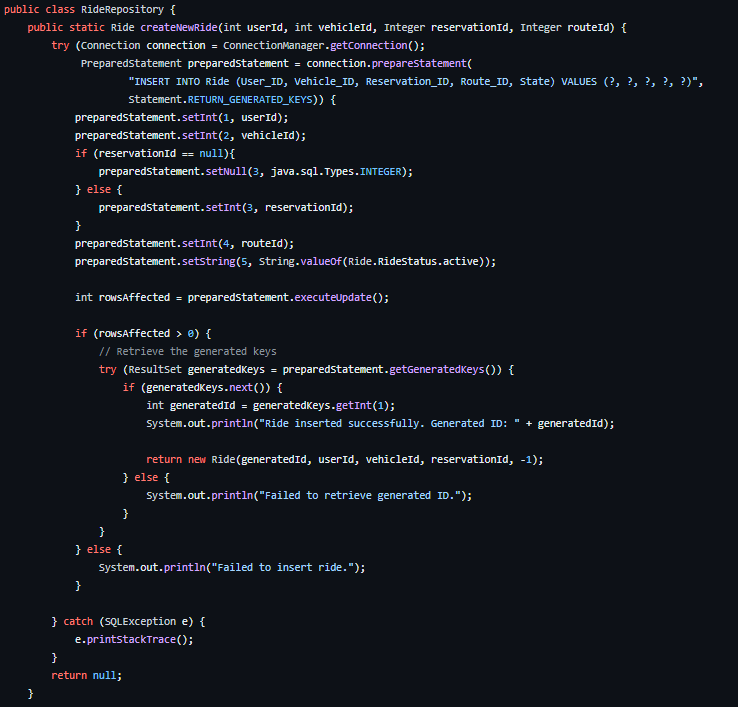 public class RideRepository {
    public static Ride createNewRide(int userId, int vehicleId, Integer reservationId, Integer routeId) {
        try (Connection connection = ConnectionManager.getConnection();
             PreparedStatement preparedStatement = connection.prepareStatement(
                     "INSERT INTO Ride (User_ID, Vehicle_ID, Reservation_ID, Route_ID, State) VALUES (?, ?, ?, ?, ?)",
                     Statement.RETURN_GENERATED_KEYS)) {
            preparedStatement.setInt(1, userId);
            preparedStatement.setInt(2, vehicleId);
            if (reservationId == null){
                preparedStatement.setNull(3, java.sql.Types.INTEGER);
            } else {
                preparedStatement.setInt(3, reservationId);
            }
            preparedStatement.setInt(4, routeId);
            preparedStatement.setString(5, String.valueOf(Ride.RideStatus.active));

            int rowsAffected = preparedStatement.executeUpdate();

            if (rowsAffected > 0) {
                // Retrieve the generated keys
                try (ResultSet generatedKeys = preparedStatement.getGeneratedKeys()) {
                    if (generatedKeys.next()) {
                        int generatedId = generatedKeys.getInt(1);
                        System.out.println("Ride inserted successfully. Generated ID: " + generatedId);

                        return new Ride(generatedId, userId, vehicleId, reservationId, -1);
                    } else {
                        System.out.println("Failed to retrieve generated ID.");
                    }
                }
            } else {
                System.out.println("Failed to insert ride.");
            }

        } catch (SQLException e) {
            e.printStackTrace();
        }
        return null;
    }